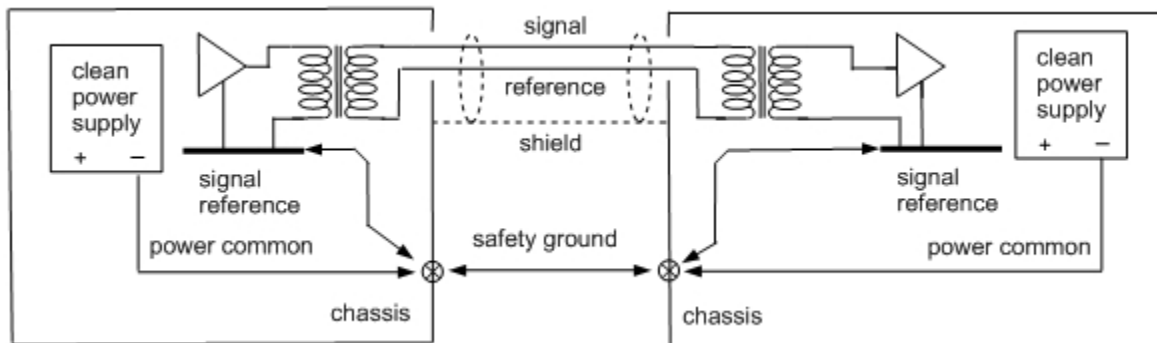 clean
power
supply
+ −
signal
reference
power common
chassis
signal
reference
shield
safety ground
chassis
signal
reference
power common
clean
power
supply
+ −